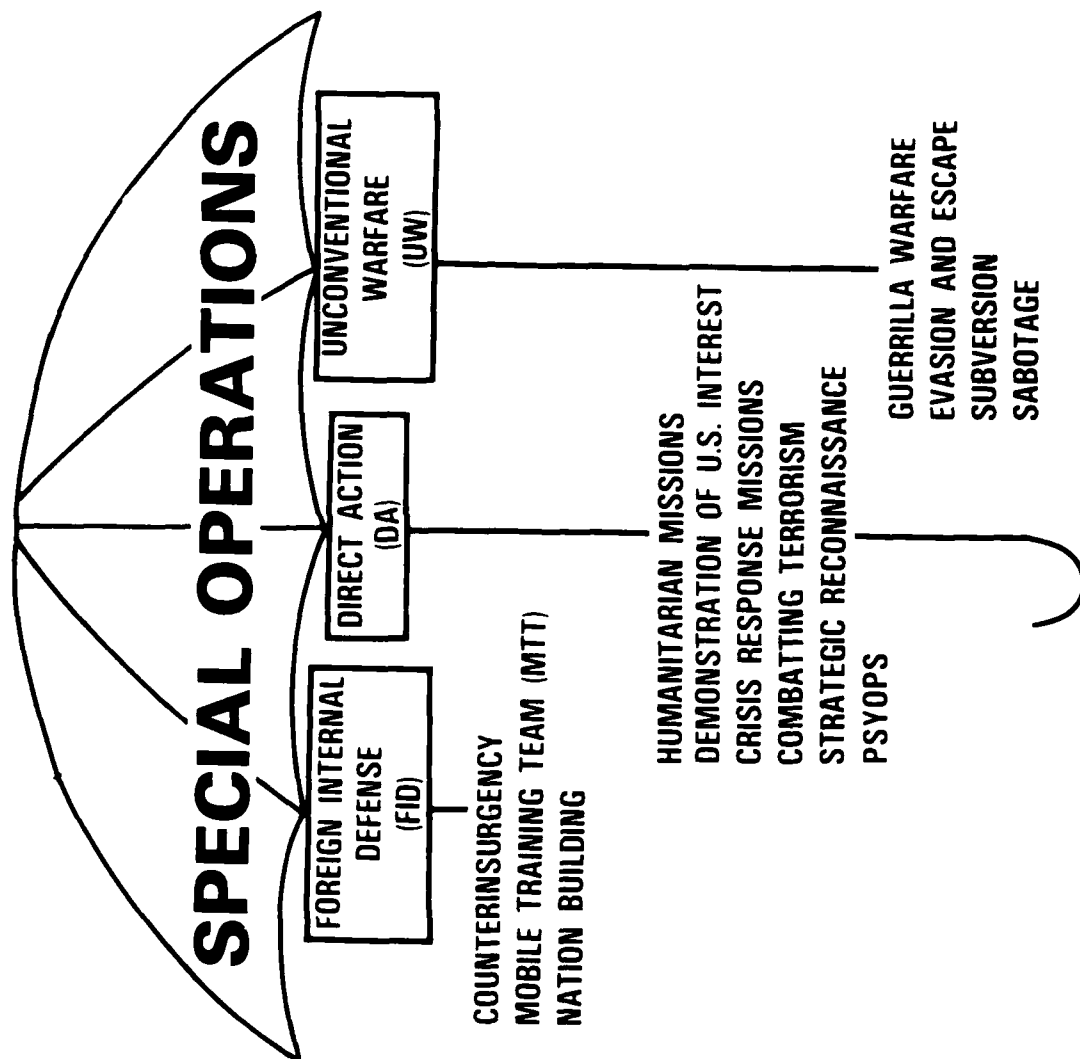 SPECIAL OPERATIONS
FOREIGN INTERNAL
DEFENSE
(FID)
COUNTERINSURGENCY
MOBILE TRAINING TEAM (MTT)
NATION BUILDING
DIRECT ACTION
(DA)
HUMANITARIAN MISSIONS
DEMONSTRATION OF U.S. INTEREST
CRISIS RESPONSE MISSIONS
COMBATTING TERRORISM
STRATEGIC RECONNAISSANCE
PSYOPS
UNCONVENTIONAL
WARFARE
(UW)
GUERRILLA WARFARE
EVASION AND ESCAPE
SUBVERSION
SABOTAGE